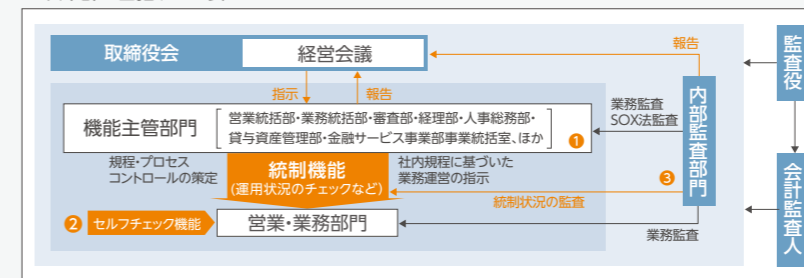 取締役会
経営会議
報告
監査役
指示
報告
機能主管部門
営業統括部・業務統括部・審査部・経理部・人事総務部・
貸与資産管理部・金融サービス事業部事業統括室、ほか
❶
業務監査
SOX法監査
内部監査部門
規程・プロセス
コントロールの策定
統制機能
(運用状況のチェックなど)
社内規程に基づいた
業務運営の指示
❸
統制状況の監査
会計監査人
❷
セルフチェック機能
営業・業務部門
業務監査